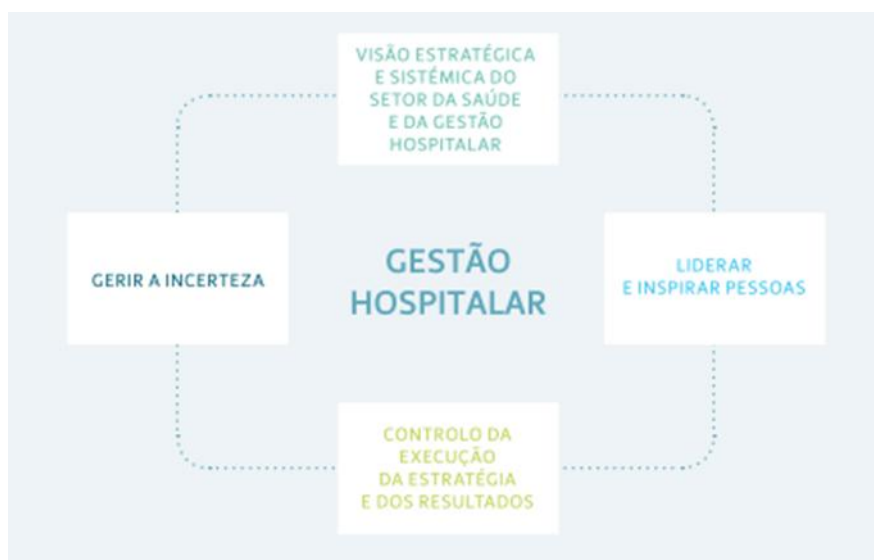 VISÃO ESTRATÉGICA
E SISTÉMICA DO
SETOR DA SAÚDE
E DA GESTÃO
HOSPITALAR
GERIR A INCERTEZA
GESTÃO
HOSPITALAR
LIDERAR
E INSPIRAR PESSOAS
CONTROLO DA
EXECUÇÃO
DA ESTRATÉGIA
E DOS RESULTADOS